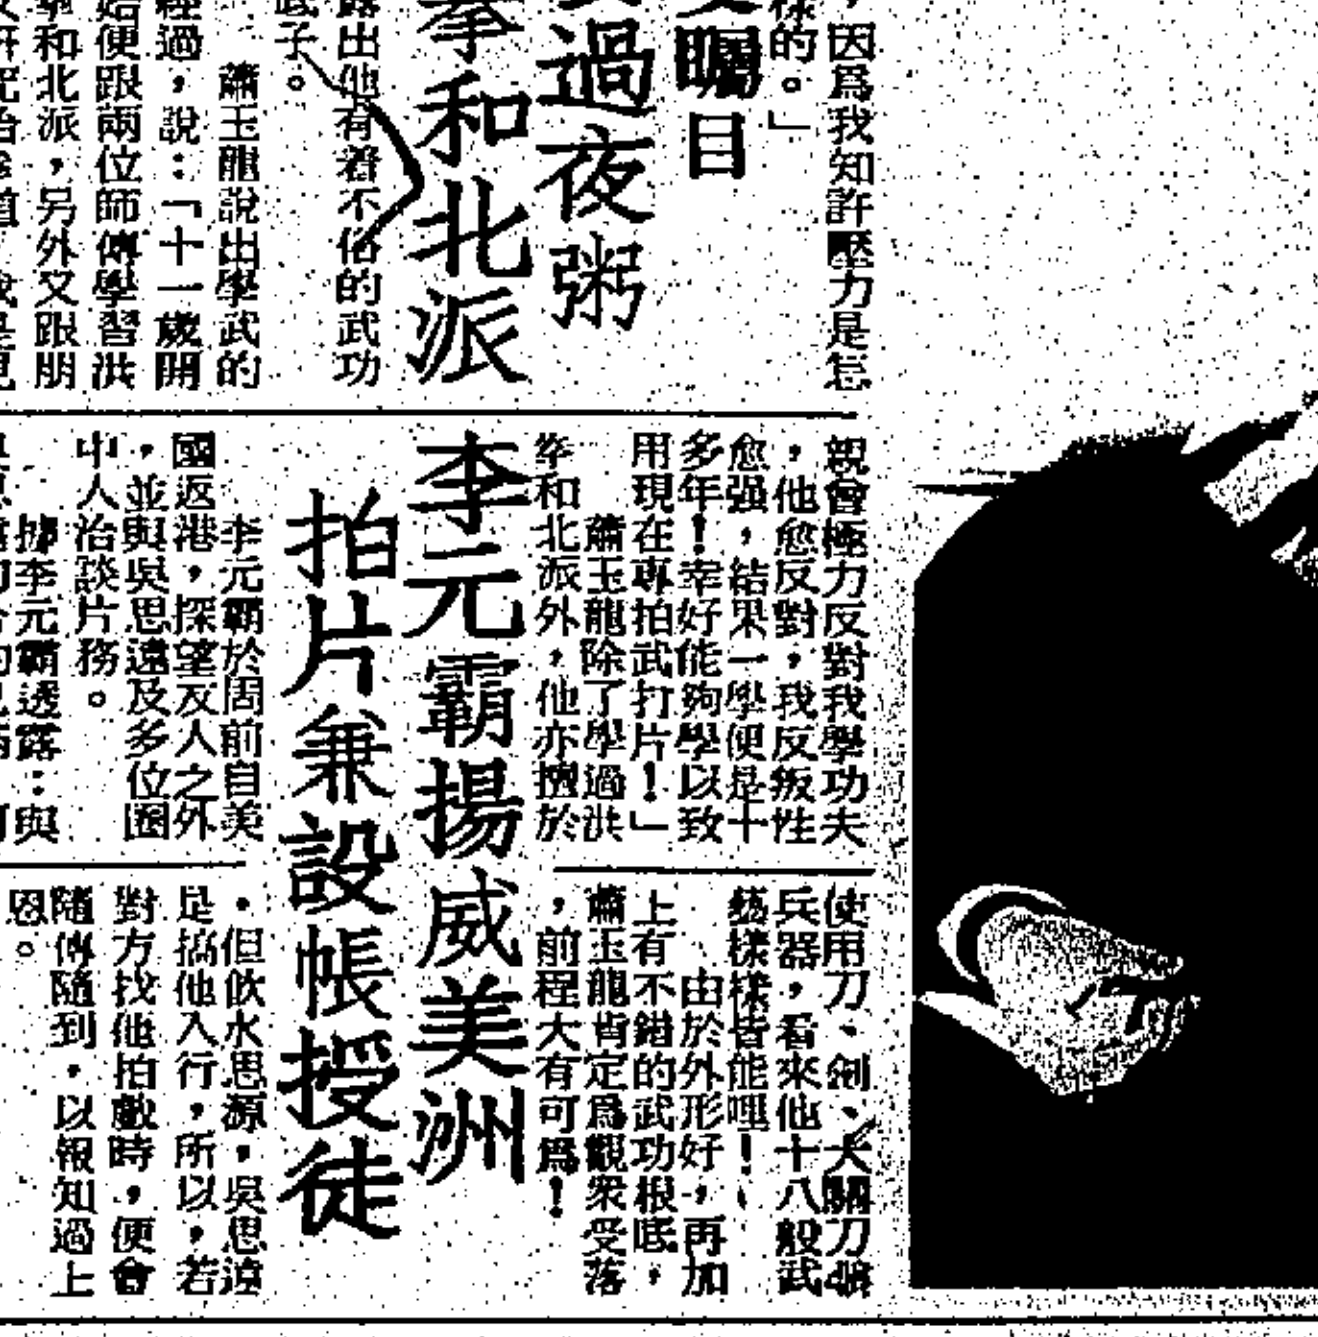 ，因爲我知許壓力是怎
樣的。」
矚目
過夜粥
拳和北派
露出他有着不俗的武功
底子。
蕭玉龍說出學武的
經過，說：「十一歲開
始便跟兩位師傅學習洪
拳和北派，另外又跟朋
親會極力反對我學功夫
，他愈反對，我反叛性
愈强，結果一學便是十
多年！幸好能夠學以致
用現在專拍武打片！」
蕭玉龍除了學過洪
拳和北派外，他亦擅於
使用刀、劍、大關刀
兵器，看來他十八般武
藝樣樣皆能哩！
由於外形好，再加
上有不錯的武功根底，
蕭玉龍肯定爲觀衆受落
，前程大有可爲！
李元霸揚威美洲
拍片兼設帳授徒
李元霸於周前自美
國返港，探望友人之外
，並與吳思遠及多位圈
中人洽談片務。
據李元霸透露：與
，但飲水思源，吳思遠
是搞他入行，所以，若
對方找他拍戲時，便會
隨傳隨到，以報知過上
恩。